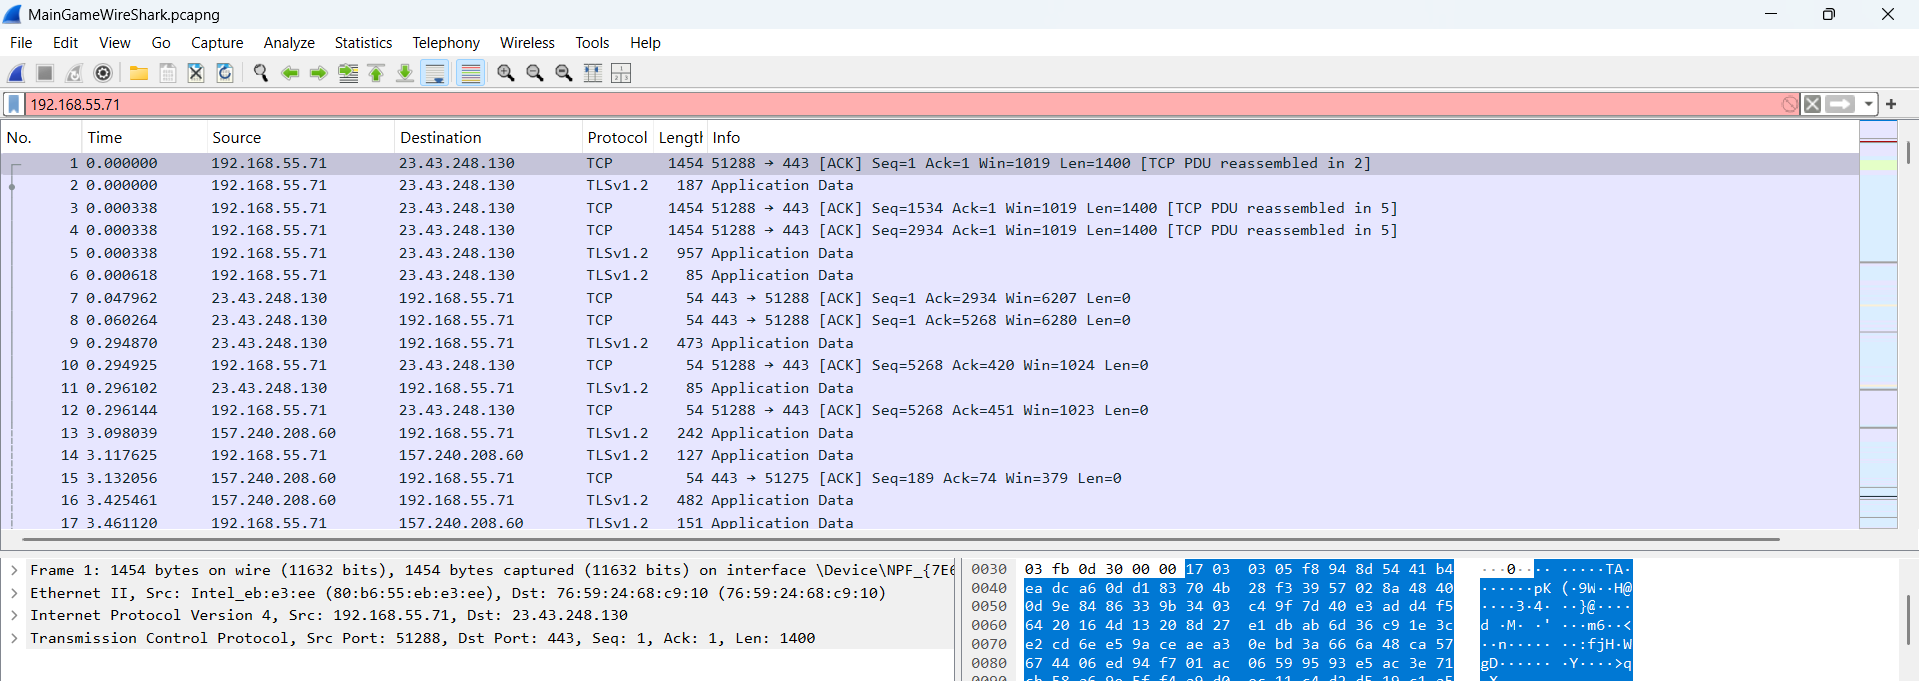 MainGameWireShark.pcapng
File Edit View Go Capture Analyze Statistics Telephony Wireless Tools Help
192.168.55.71
No. Time Source Destination Protocol Length Info
1 0.000000 192.168.55.71 23.43.248.130 TCP 1454 51288 → 443 [ACK] Seq=1 Ack=1 Win=1019 Len=1400 [TCP PDU reassembled in 2]
2 0.000000 192.168.55.71 23.43.248.130 TLSv1.2 187 Application Data
3 0.000338 192.168.55.71 23.43.248.130 TCP 1454 51288 → 443 [ACK] Seq=1534 Ack=1 Win=1019 Len=1400 [TCP PDU reassembled in 5]
4 0.000338 192.168.55.71 23.43.248.130 TCP 1454 51288 → 443 [ACK] Seq=2934 Ack=1 Win=1019 Len=1400 [TCP PDU reassembled in 5]
5 0.000338 192.168.55.71 23.43.248.130 TLSv1.2 957 Application Data
6 0.000618 192.168.55.71 23.43.248.130 TLSv1.2 85 Application Data
7 0.047962 23.43.248.130 192.168.55.71 TCP 54 443 → 51288 [ACK] Seq=1 Ack=2934 Win=6207 Len=0
8 0.060264 23.43.248.130 192.168.55.71 TCP 54 443 → 51288 [ACK] Seq=1 Ack=5268 Win=6280 Len=0
9 0.294870 23.43.248.130 192.168.55.71 TLSv1.2 473 Application Data
10 0.294925 192.168.55.71 23.43.248.130 TCP 54 51288 → 443 [ACK] Seq=5268 Ack=420 Win=1024 Len=0
11 0.296102 23.43.248.130 192.168.55.71 TLSv1.2 85 Application Data
12 0.296144 192.168.55.71 23.43.248.130 TCP 54 51288 → 443 [ACK] Seq=5268 Ack=451 Win=1023 Len=0
13 3.098039 157.240.208.60 192.168.55.71 TLSv1.2 242 Application Data
14 3.117625 192.168.55.71 157.240.208.60 TLSv1.2 127 Application Data
15 3.132056 157.240.208.60 192.168.55.71 TCP 54 443 → 51275 [ACK] Seq=189 Ack=74 Win=379 Len=0
16 3.425461 157.240.208.60 192.168.55.71 TLSv1.2 482 Application Data
17 3.461120 192.168.55.71 157.240.208.60 TLSv1.2 151 Application Data
Frame 1: 1454 bytes on wire (11632 bits), 1454 bytes captured (11632 bits) on interface \Device\NPF_{7E6
Ethernet II, Src: Intel_eb:e3:ee (80:b6:55:eb:e3:ee), Dst: 76:59:24:68:c9:10 (76:59:24:68:c9:10)
Internet Protocol Version 4, Src: 192.168.55.71, Dst: 23.43.248.130
Transmission Control Protocol, Src Port: 51288, Dst Port: 443, Seq: 1, Ack: 1, Len: 1400
0030 03 fb 0d 30 00 00 17 03 03 05 f8 94 8d 54 41 b4 ···0···· ·····TA·
0040 ea dc a6 0d d1 83 70 4b 28 f3 39 57 02 8a 48 40 ······pK (·9W··H@
0050 0d 9e 84 86 33 9b 34 03 c4 9f 7d 40 e3 ad d4 f5 ····3·4· ··}@····
0060 64 20 16 4d 13 20 8d 27 e1 db ab 6d 36 c9 1e 3c d ·M· ·' ···m6··<
0070 e2 cd 6e e5 9a ce ae a3 0e bd 3a 66 6a 48 ca 57 ··n····· ··:fjH·W
0080 67 44 06 ed 94 f7 01 ac 06 59 95 93 e5 ac 3e 71 gD······ ·Y····>q